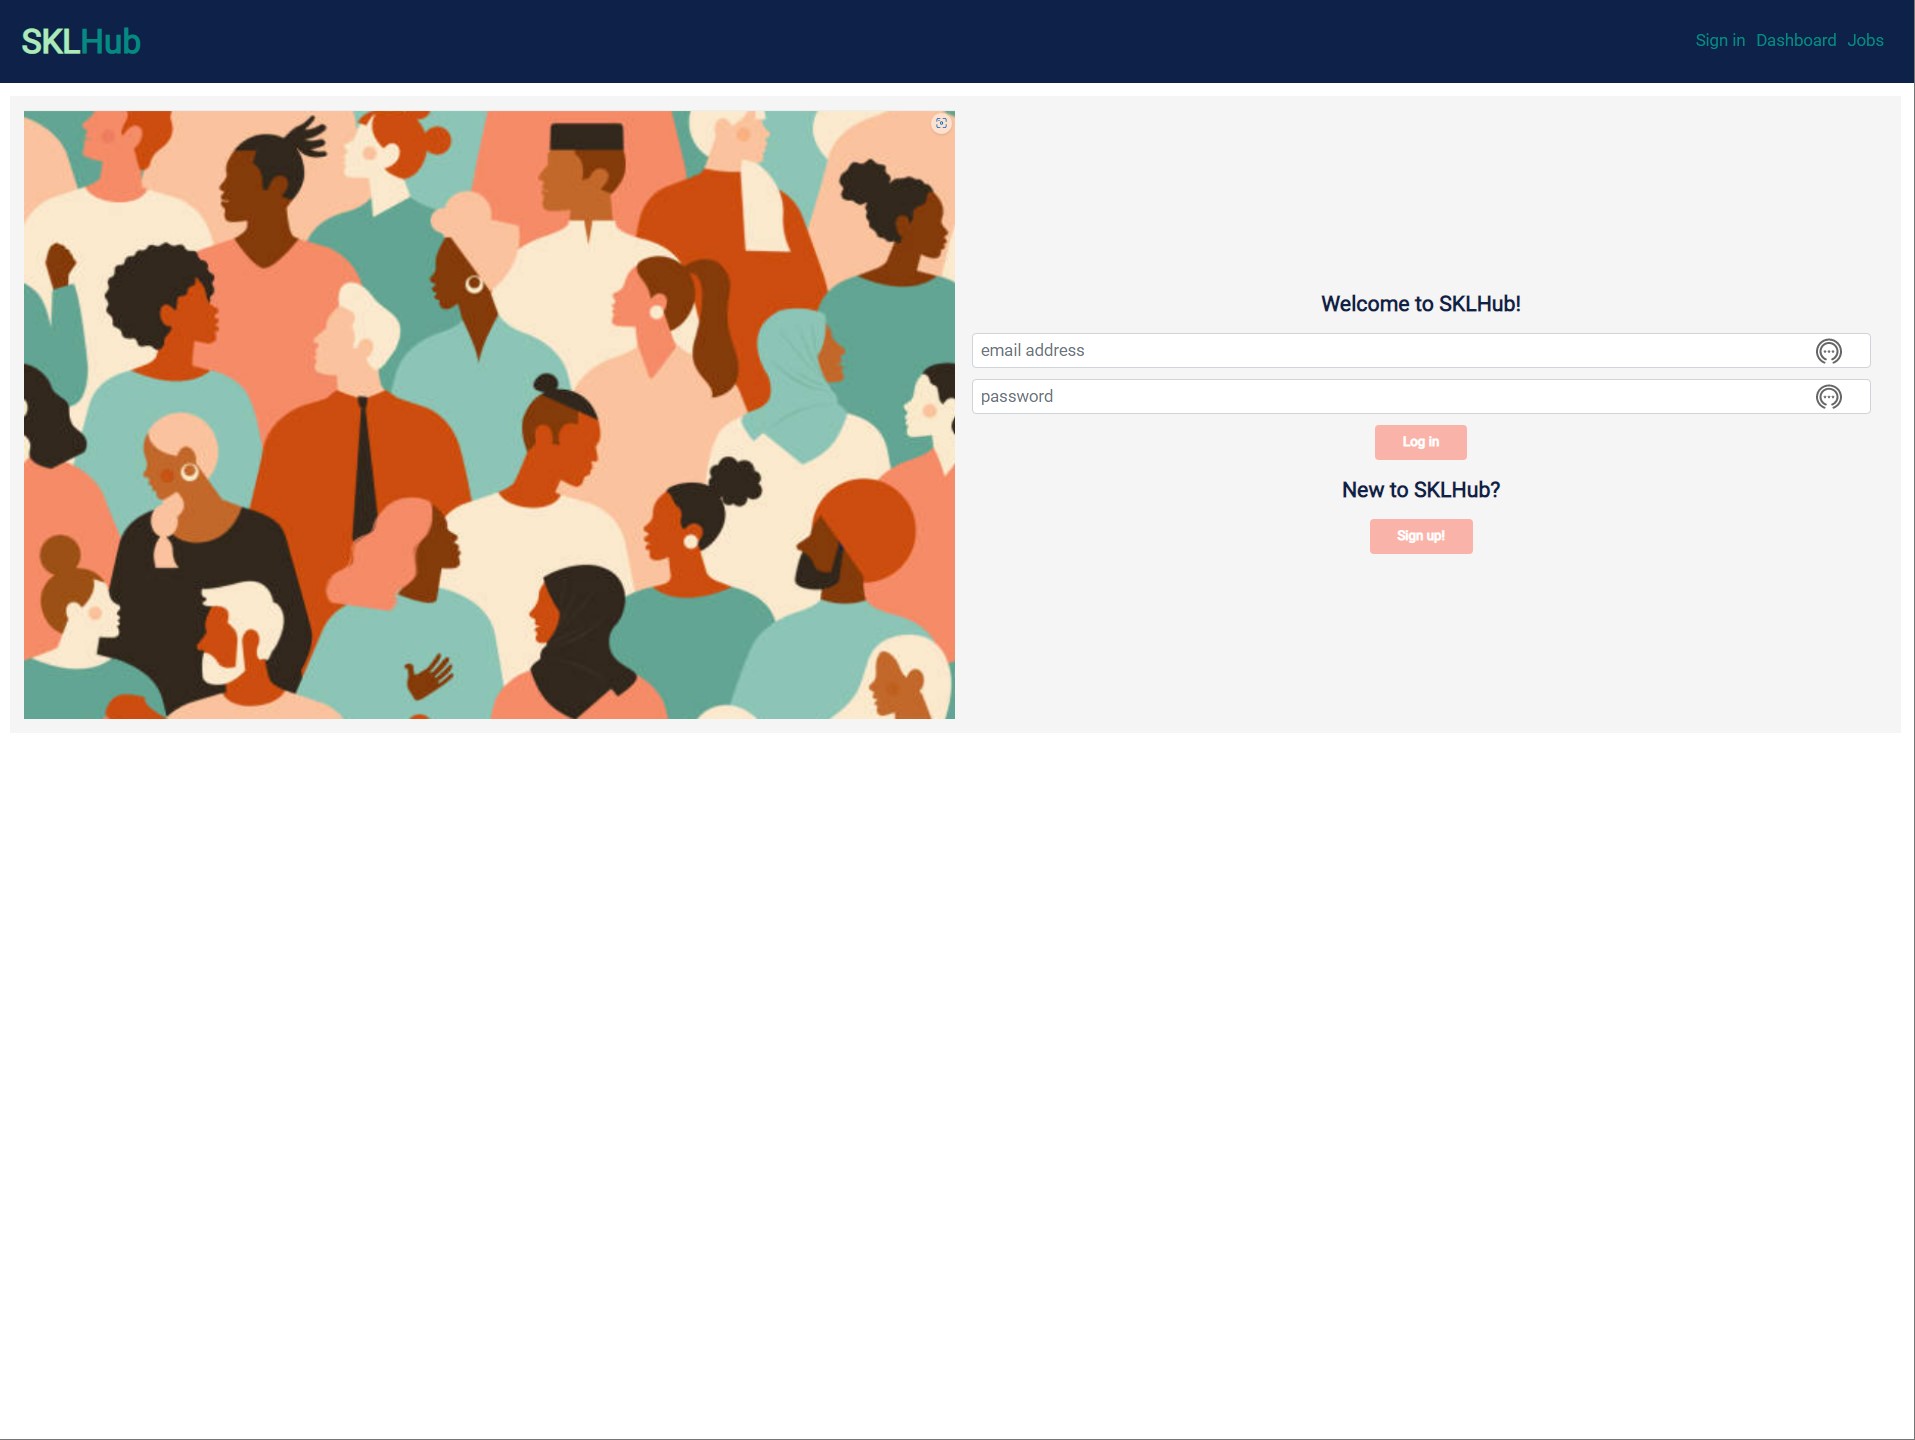 SKLHub
Sign in Dashboard Jobs
Welcome to SKLHub!
email address
password
Log in
New to SKLHub?
Sign up!